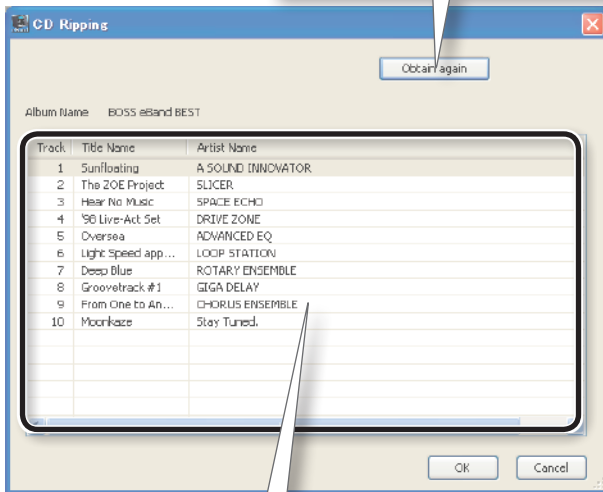 CD Ripping
Obtain again
Album Name BOSS eBand BEST
Track Title Name Artist Name
1 Sunfloating A SOUND INNOVATOR
2 The ZOE Project SLICER
3 Hear No Music SPACE ECHO
4 '98 Live-Act Set DRIVE ZONE
5 Oversea ADVANCED EQ
6 Light Speed app... LOOP STATION
7 Deep Blue ROTARY ENSEMBLE
8 Groovetrack #1 GIGA DELAY
9 From One to An... CHORUS ENSEMBLE
10 Moonkaze Stay Tuned.
OK Cancel